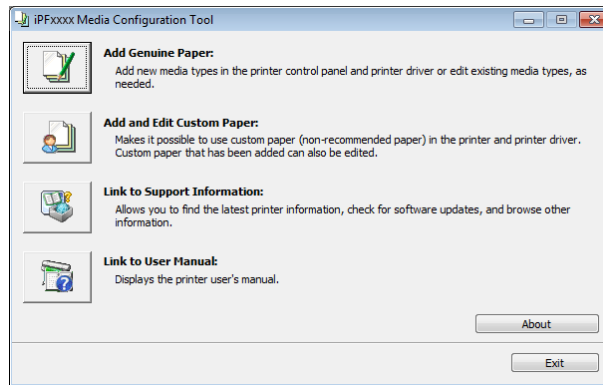 iPFxxxx Media Configuration Tool
Add Genuine Paper:
Add new media types in the printer control panel and printer driver or edit existing media types, as
needed.
Add and Edit Custom Paper:
Makes it possible to use custom paper (non-recommended paper) in the printer and printer driver.
Custom paper that has been added can also be edited.
Link to Support Information:
Allows you to find the latest printer information, check for software updates, and browse other
information.
Link to User Manual:
Displays the printer user's manual.
About
Exit